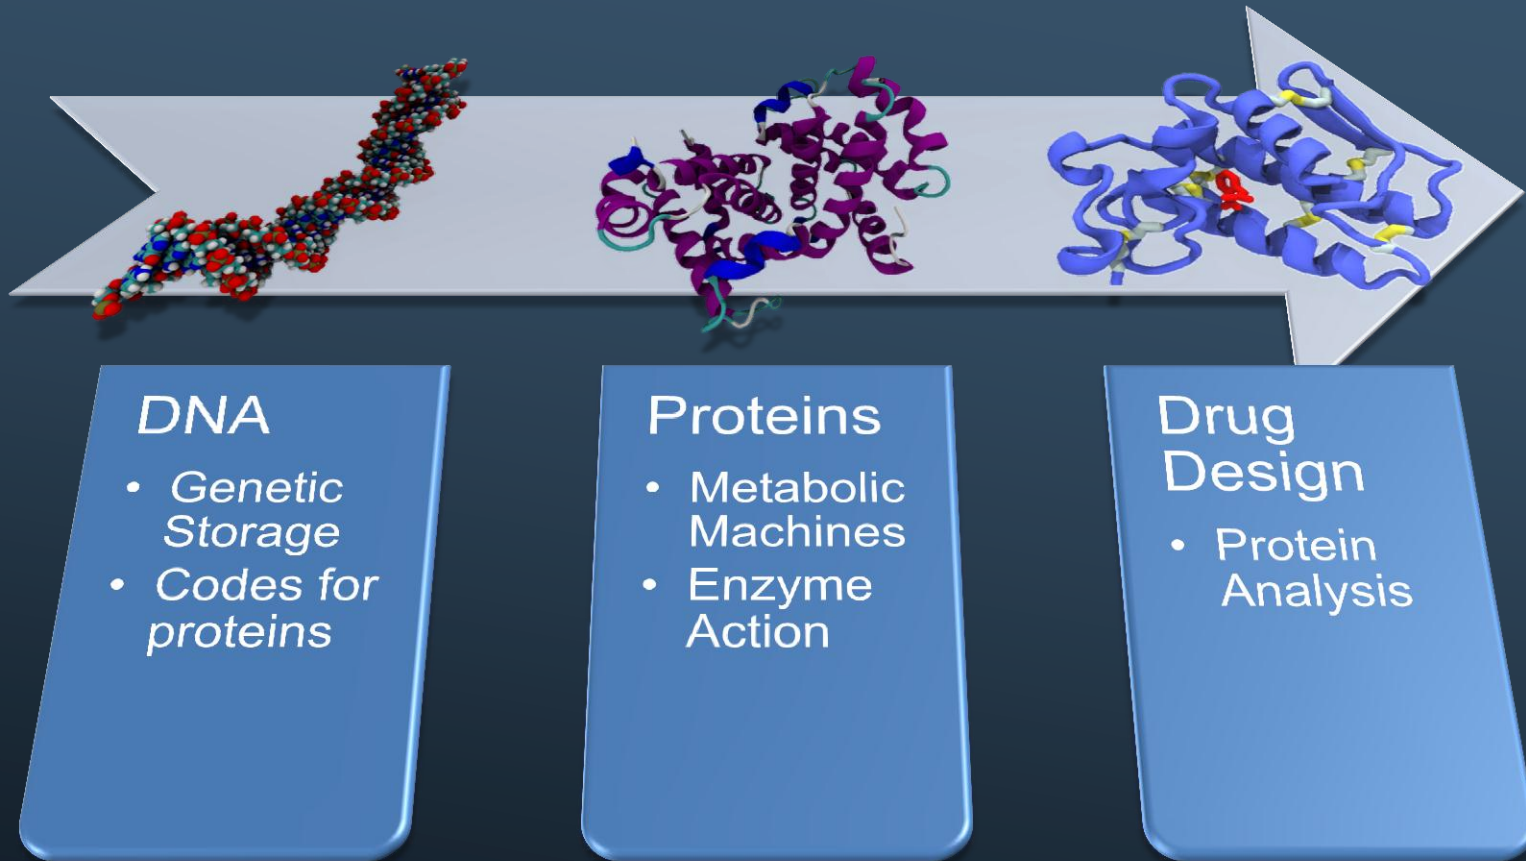 DNA
• Genetic
Storage
• Codes for
proteins
Proteins
• Metabolic
Machines
• Enzyme
Action
Drug
Design
• Protein
Analysis